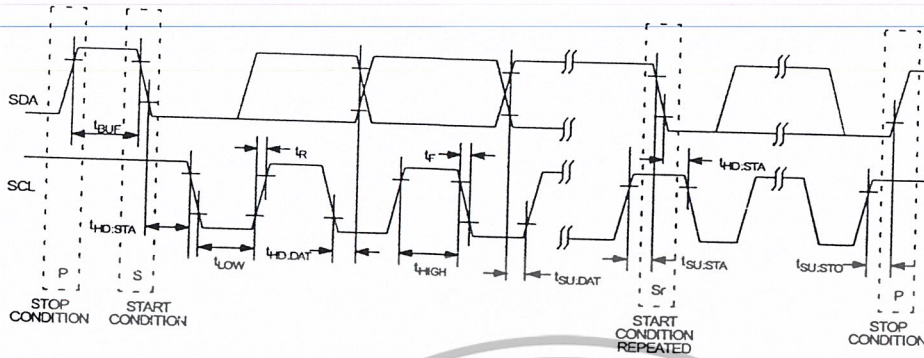 SDA
tBUF
tR
tF
tHD:STA
SCL
tHD:STA
tLOW
tHD:DAT
tHIGH
tSU:DAT
tSU:STA
tSU:STO
P
S
Sr
P
STOP
CONDITION
START
CONDITION
START
CONDITION
REPEATED
STOP
CONDITION